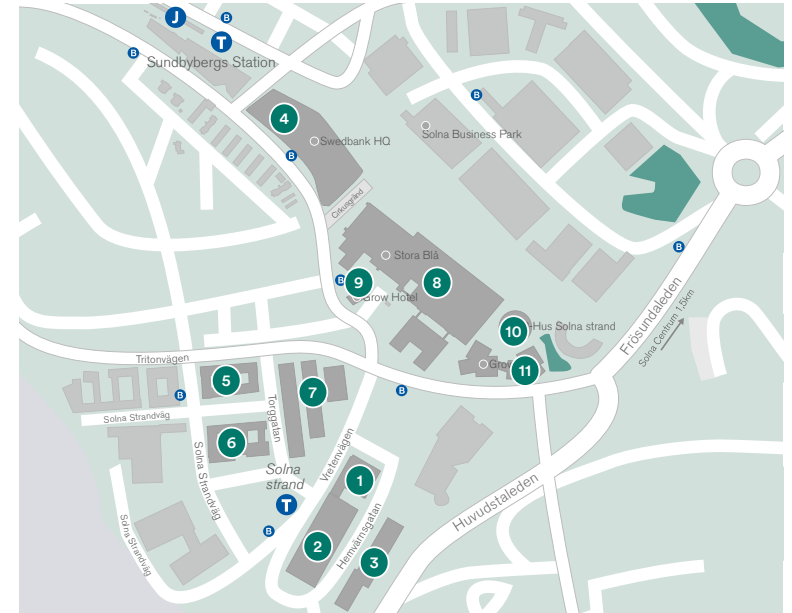 J
B
T
B
Sundbybergs Station
B
4
Solna Business Park
Swedbank HQ
B
Cirkusgränd
B
Stora Blå
B
9
8
Grow Hotel
Frösundaleden
Solna Centrum 1,5km
10
Hus Solna strand
Tritonvägen
Grow
11
5
7
B
B
Torggatan
Solna Strandväg
6
Solna Strandväg
Vretenvägen
Solna
strand
1
T
Huvudstaleden
Solna Strandväg
B
Hemvärnsgatan
2
3